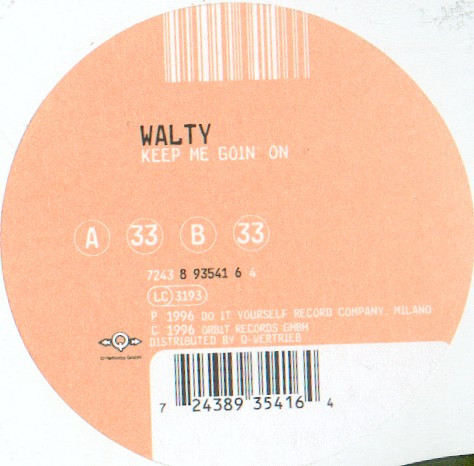 WALTY
KEEP ME GOIN' ON
A 33 B 33
7243 8 93541 6 4
LC 3193
P 1996 DO IT YOURSELF RECORD COMPANY. MILANO
C 1996 ORBIT RECORDS GMBH
DISTRIBUTED BY Q-VERTRIEB
7 24389 35416 4